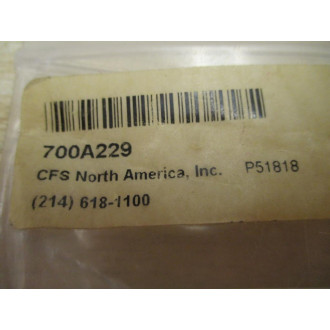 700A229
CFS North America, Inc. P51818
(214) 618-1100